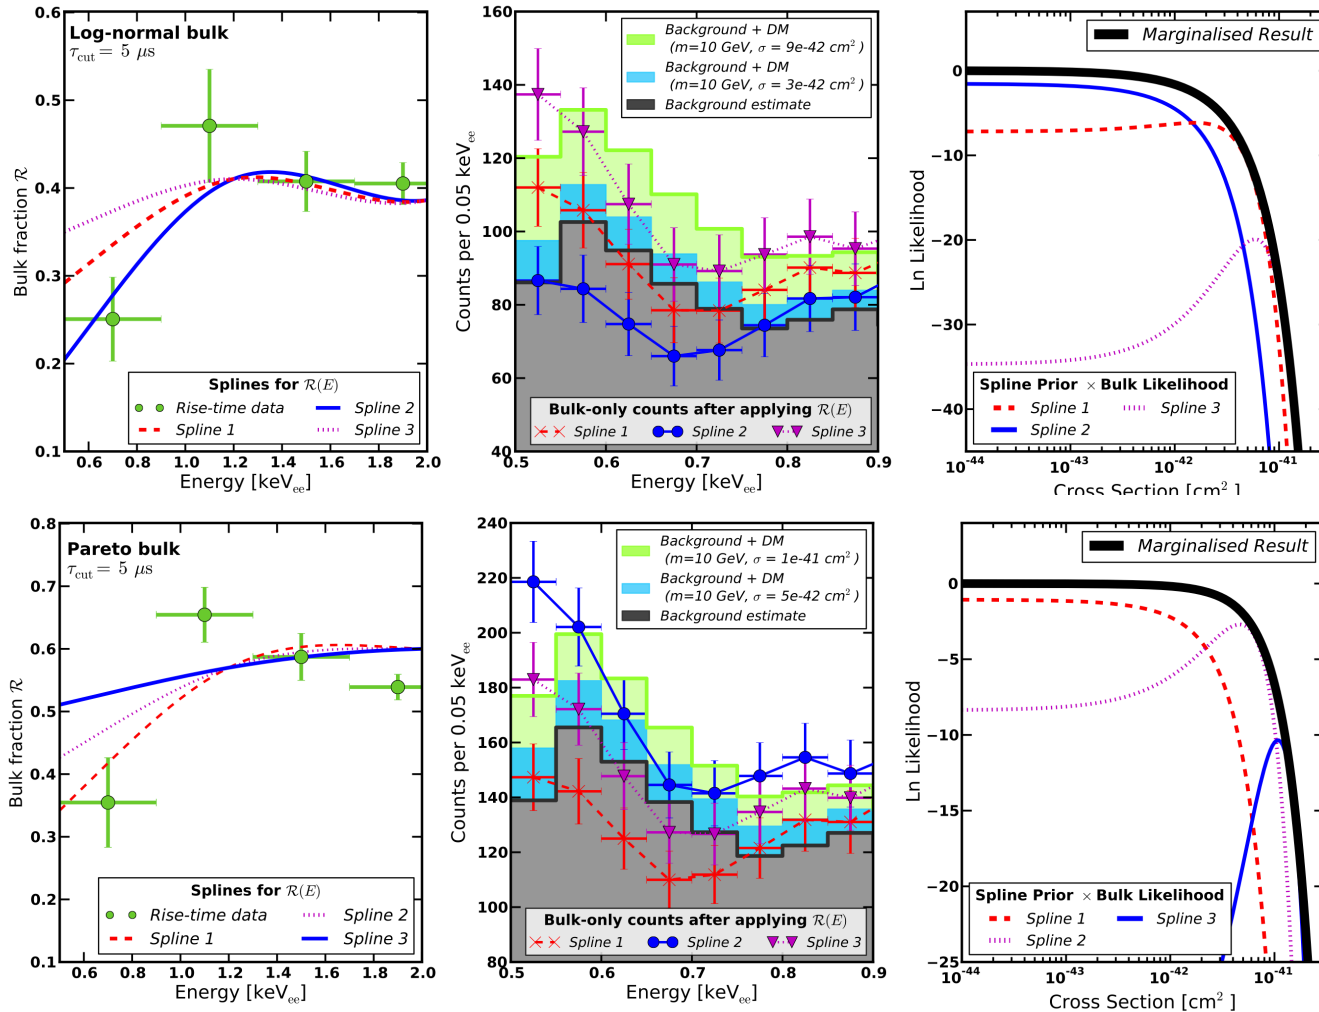 Log-normal bulk
τcut = 5 μs
Bulk fraction R
0.6
0.5
0.4
0.3
0.2
0.1
Splines for R(E)
Rise-time data
Spline 1
Spline 2
Spline 3
0.6 0.8 1.0 1.2 1.4 1.6 1.8 2.0
Energy [keVee]
Counts per 0.05 keVee
160
140
120
100
80
60
40
Background + DM
(m=10 GeV, σ = 9e-42 cm² )
Background + DM
(m=10 GeV, σ = 3e-42 cm² )
Background estimate
Bulk-only counts after applying R(E)
Spline 1 Spline 2 Spline 3
0.5 0.6 0.7 0.8 0.9
Energy [keVee]
Marginalised Result
Ln Likelihood
0
−10
−20
−30
−40
Spline Prior × Bulk Likelihood
Spline 1
Spline 2
Spline 3
10⁻⁴⁴ 10⁻⁴³ 10⁻⁴² 10⁻⁴¹
Cross Section [cm² ]
Pareto bulk
τcut = 5 μs
Bulk fraction R
0.8
0.7
0.6
0.5
0.4
0.3
0.2
0.1
Splines for R(E)
Rise-time data
Spline 1
Spline 2
Spline 3
0.6 0.8 1.0 1.2 1.4 1.6 1.8 2.0
Energy [keVee]
Counts per 0.05 keVee
240
220
200
180
160
140
120
100
80
Background + DM
(m=10 GeV, σ = 1e-41 cm² )
Background + DM
(m=10 GeV, σ = 5e-42 cm² )
Background estimate
Bulk-only counts after applying R(E)
Spline 1 Spline 2 Spline 3
0.5 0.6 0.7 0.8 0.9
Energy [keVee]
Marginalised Result
Ln Likelihood
0
−5
−10
−15
−20
−25
Spline Prior × Bulk Likelihood
Spline 1
Spline 2
Spline 3
10⁻⁴⁴ 10⁻⁴³ 10⁻⁴² 10⁻⁴¹
Cross Section [cm² ]